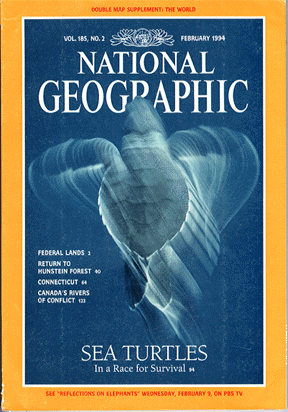 DOUBLE MAP SUPPLEMENT: THE WORLD
VOL. 185, NO. 2
FEBRUARY 1994
NATIONAL
GEOGRAPHIC
FEDERAL LANDS 2
RETURN TO
HUNSTEIN FOREST 40
CONNECTICUT 64
CANADA'S RIVERS
OF CONFLICT 123
SEA TURTLES
In a Race for Survival 94
SEE "REFLECTIONS ON ELEPHANTS" WEDNESDAY, FEBRUARY 9, ON PBS TV